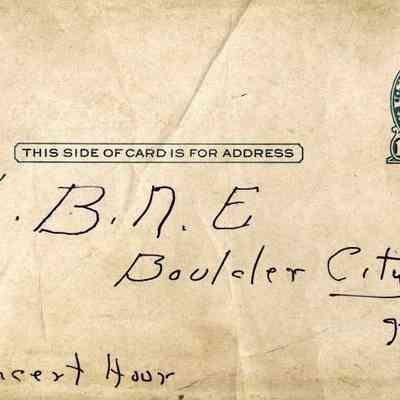 THIS SIDE OF CARD IS FOR ADDRESS
. B. N. E
Boulder City
ncert Hour